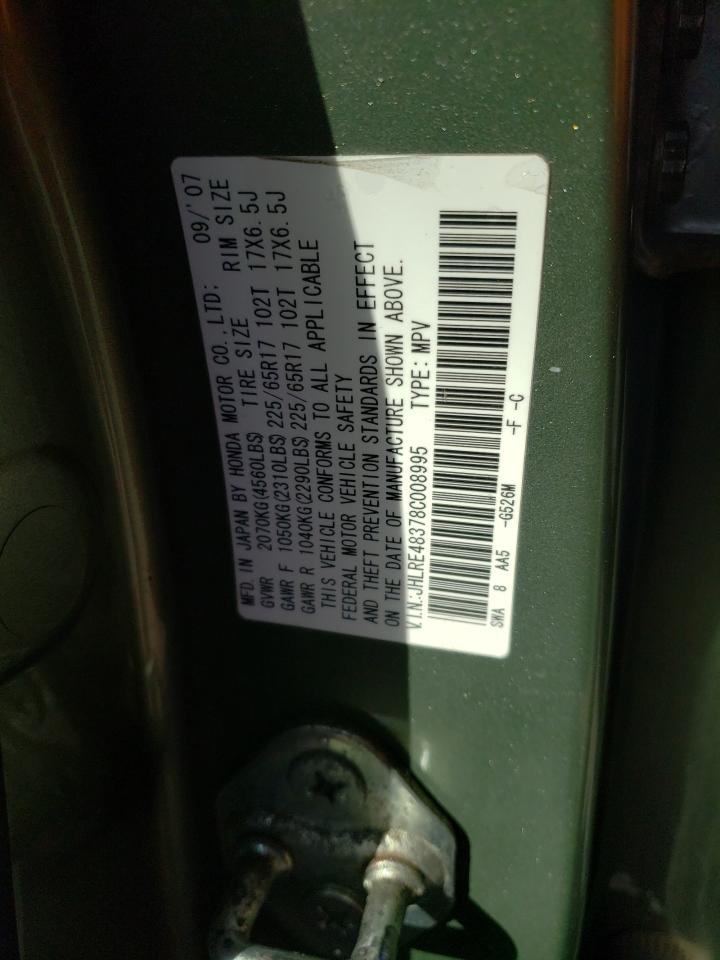 MFD. IN JAPAN BY HONDA MOTOR CO., LTD: 09/'07
GVWR 2070KG(4560LBS) TIRE SIZE RIM SIZE
GAWR F 1050KG(2310LBS) 225/65R17 102T 17X6.5J
GAWR R 1040KG(2290LBS) 225/65R17 102T 17X6.5J
THIS VEHICLE CONFORMS TO ALL APPLICABLE
FEDERAL MOTOR VEHICLE SAFETY
AND THEFT PREVENTION STANDARDS IN EFFECT
ON THE DATE OF MANUFACTURE SHOWN ABOVE.
V.I.N.:JHLRE48378C008995 TYPE: MPV
SWA 8 AA5 -G526M -F -C